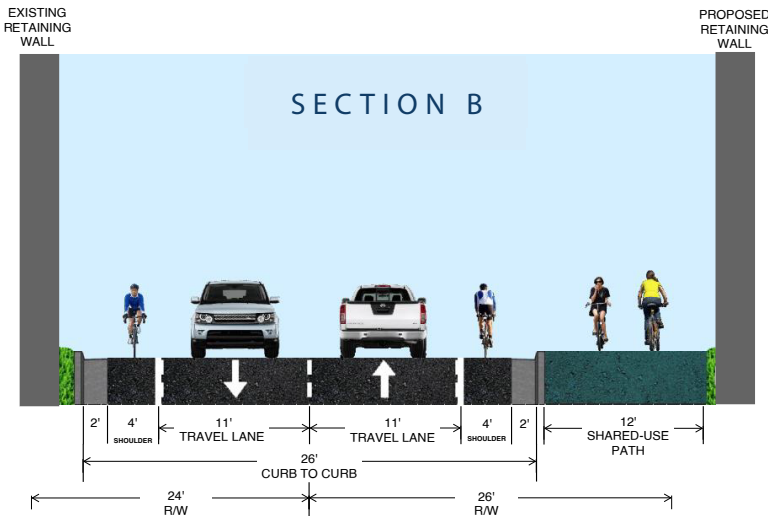 EXISTING
RETAINING
WALL
PROPOSED
RETAINING
WALL
SECTION B
2'
4'
SHOULDER
11'
TRAVEL LANE
11'
TRAVEL LANE
4'
SHOULDER
2'
12'
SHARED-USE
PATH
26'
CURB TO CURB
24'
R/W
26'
R/W